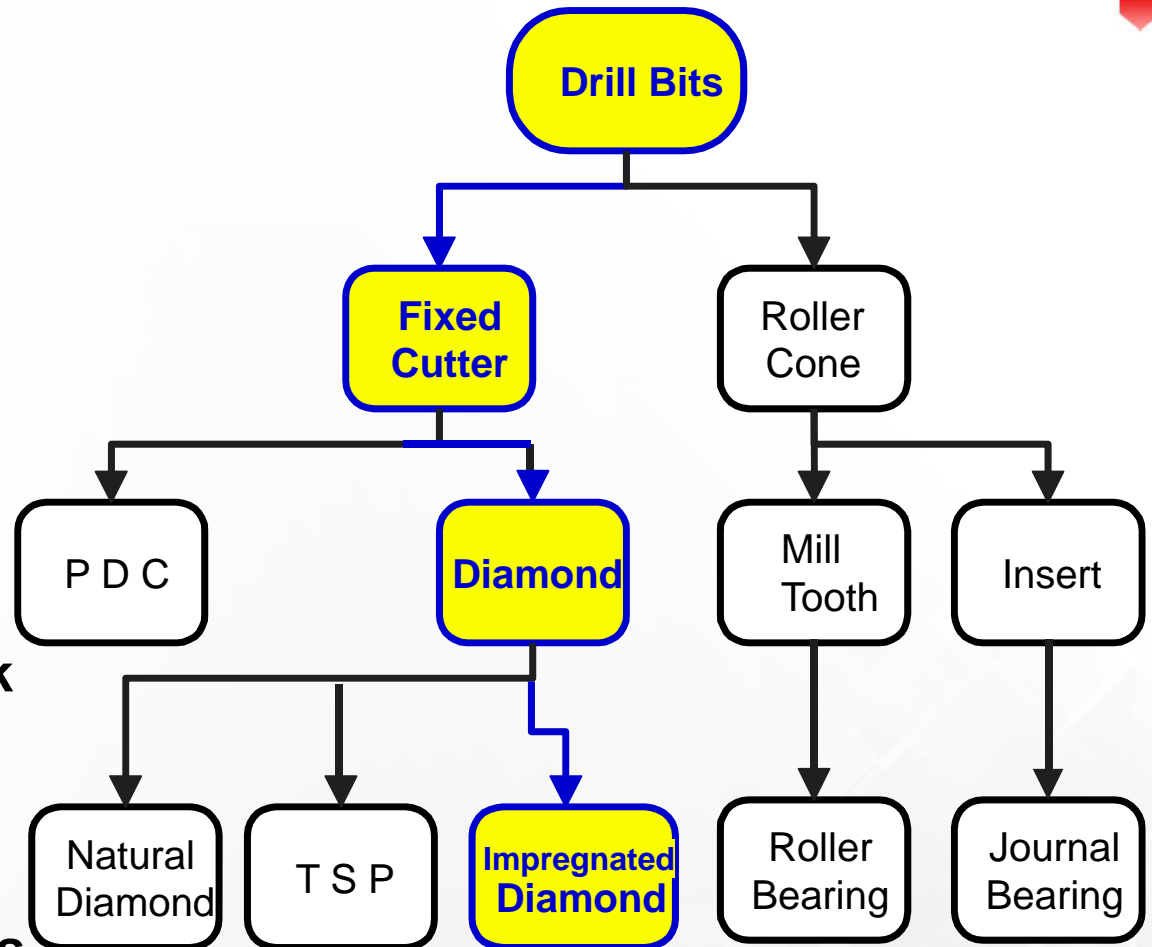 Drill Bits
Fixed
Cutter
Roller
Cone
P D C
Diamond
Mill
Tooth
Insert
k
Natural
Diamond
T S P
Impregnated
Diamond
Roller
Bearing
Journal
Bearing
s